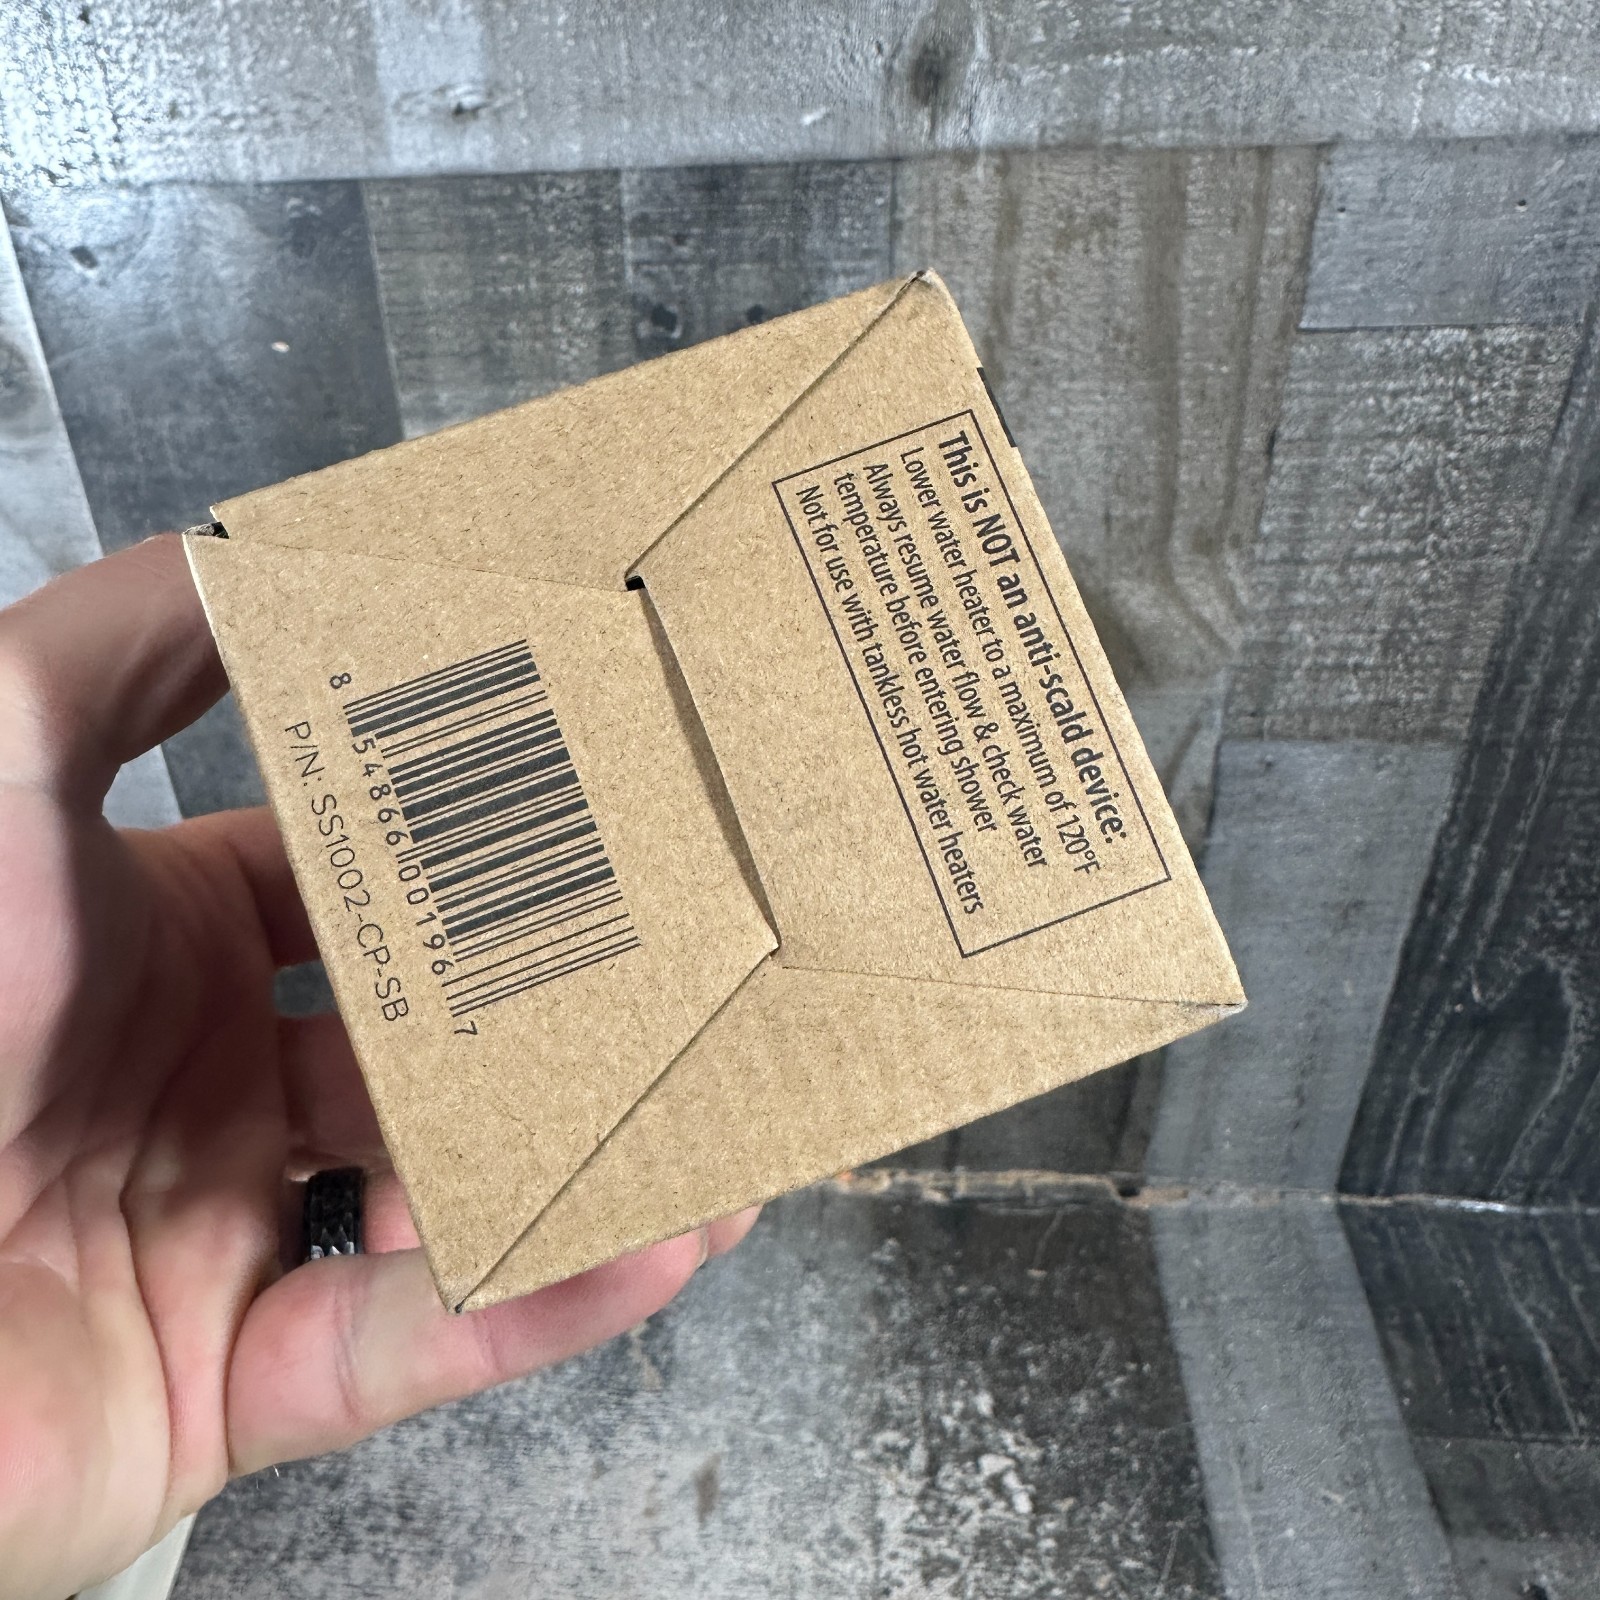 This is NOT an anti-scald device:
Lower water heater to a maximum of 120°F
Always resume water flow & check water
temperature before entering shower
Not for use with tankless hot water heaters
8 54866 00196 7
P/N: SS1002-CP-SB